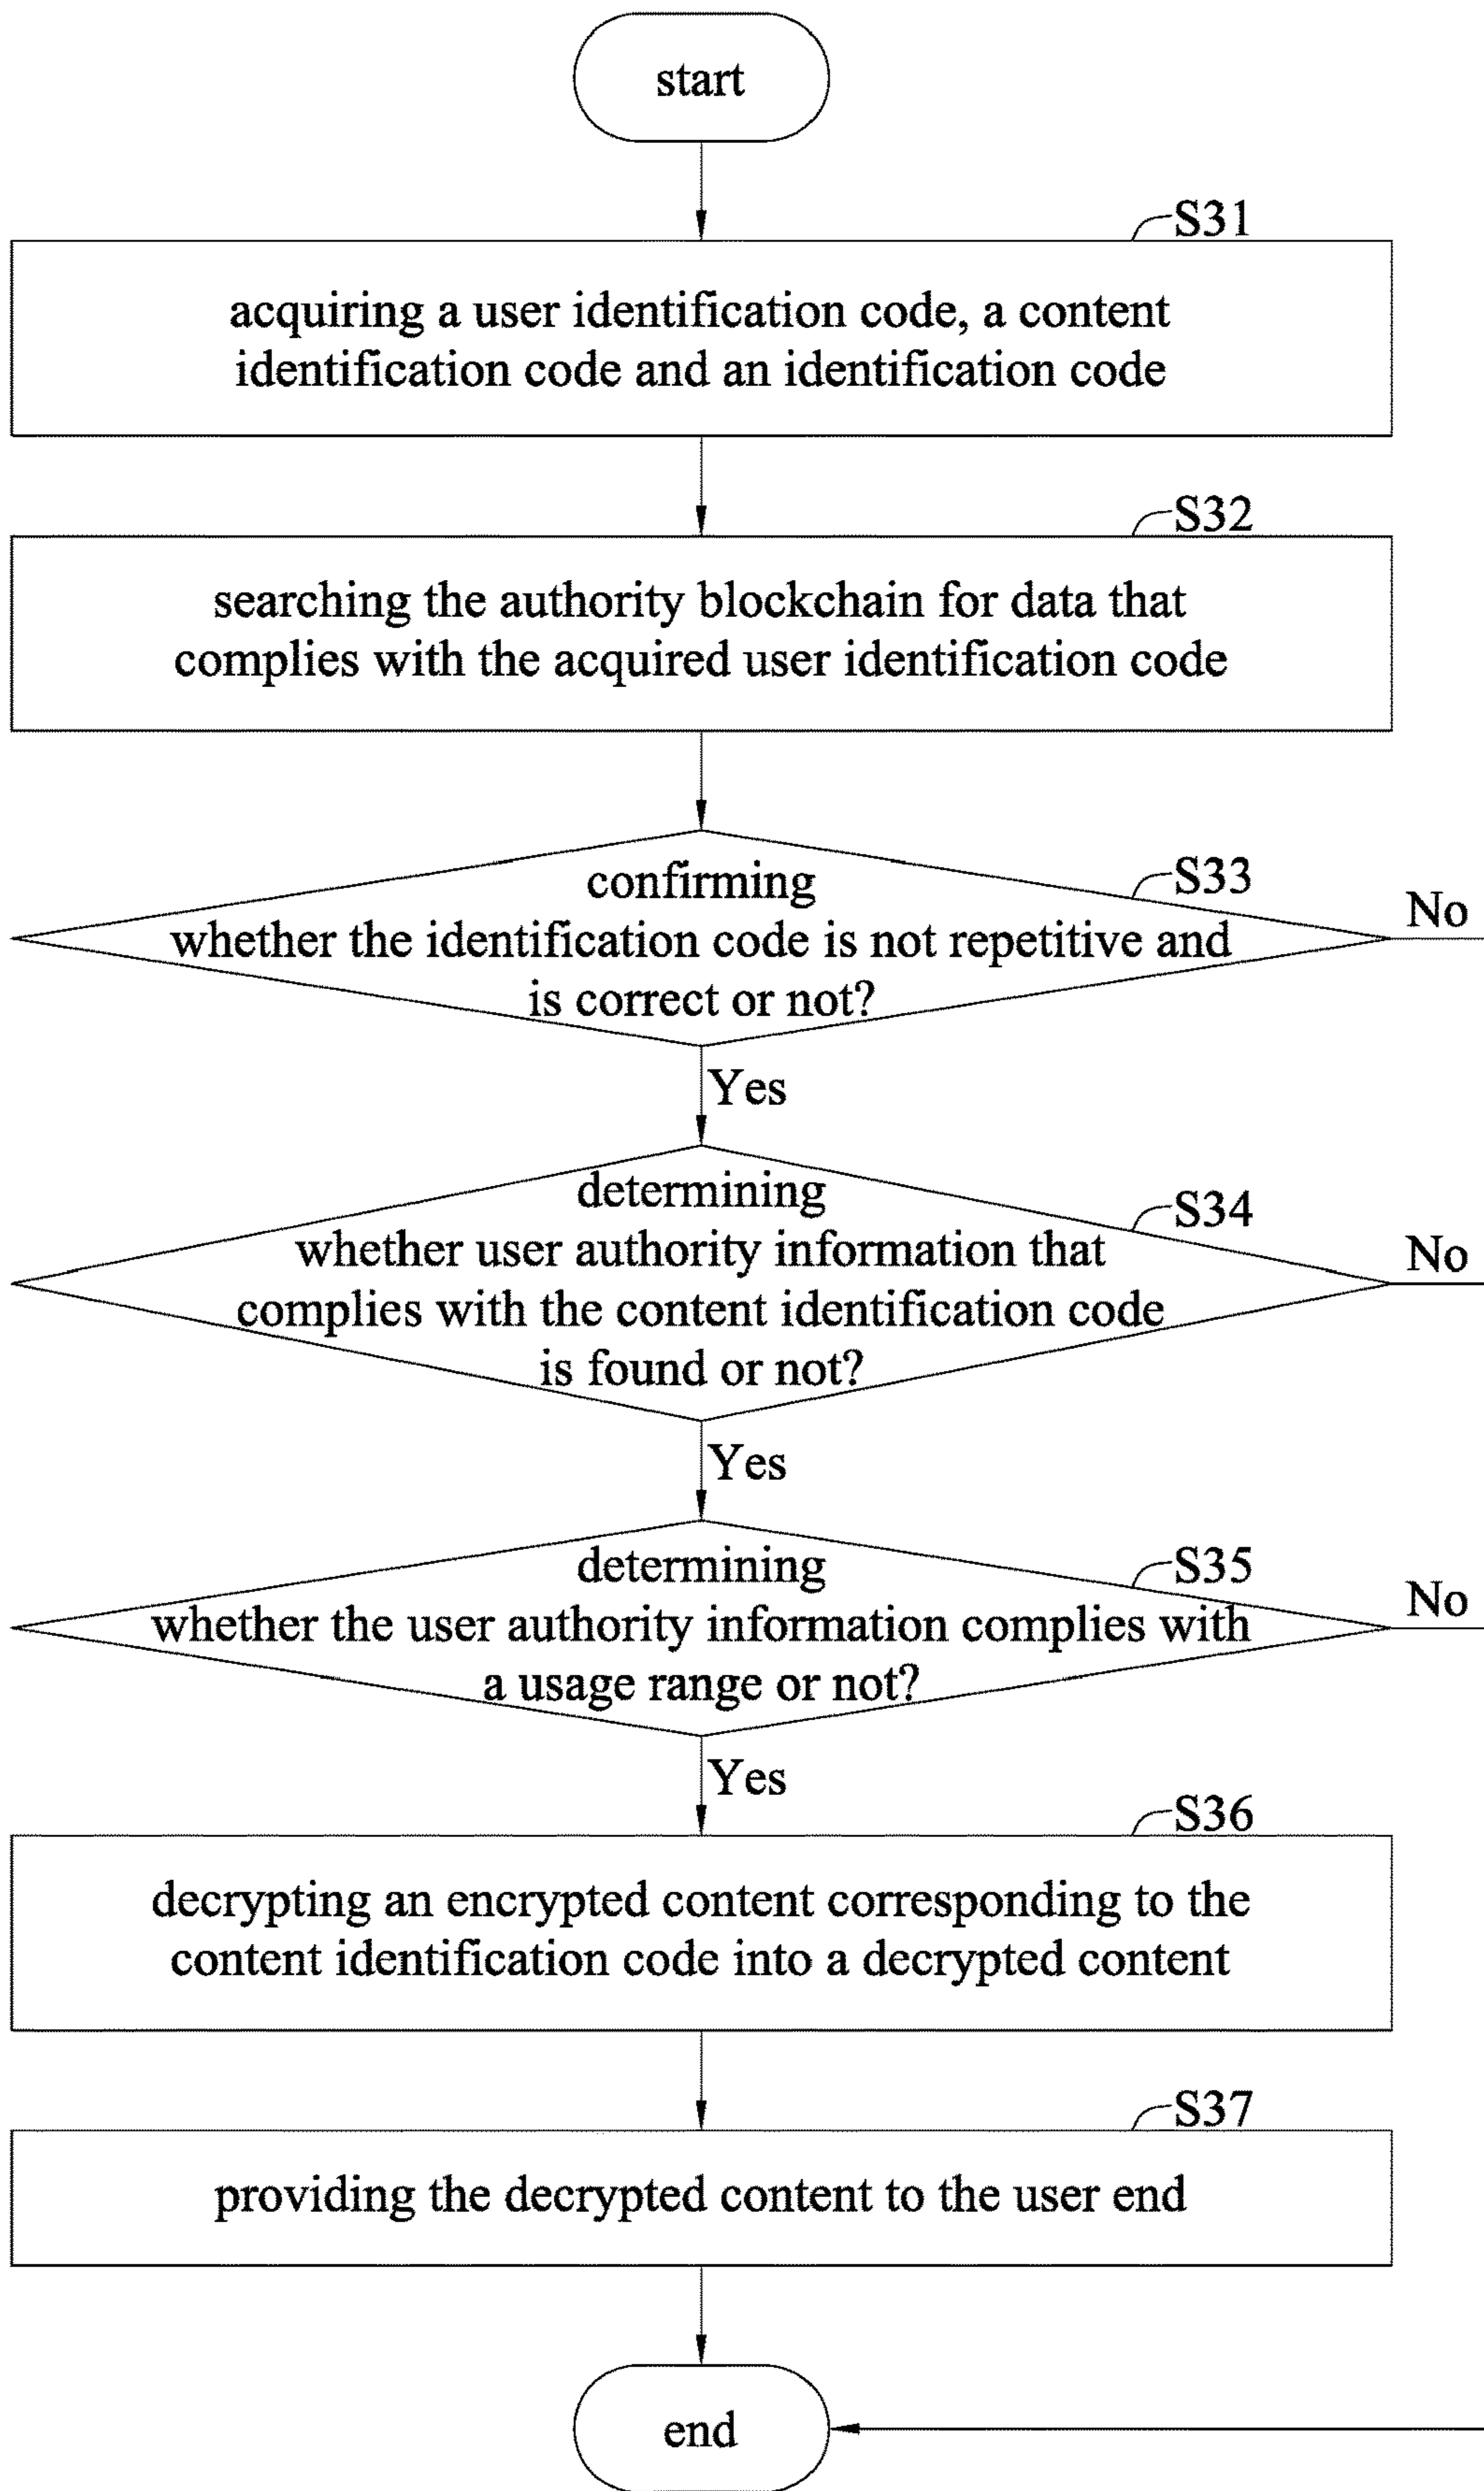 start
S31
acquiring a user identification code, a content
identification code and an identification code
S32
searching the authority blockchain for data that
complies with the acquired user identification code
S33
confirming
whether the identification code is not repetitive and
is correct or not?
No
Yes
S34
determining
whether user authority information that
complies with the content identification code
is found or not?
No
Yes
S35
determining
whether the user authority information complies with
a usage range or not?
No
Yes
S36
decrypting an encrypted content corresponding to the
content identification code into a decrypted content
S37
providing the decrypted content to the user end
end